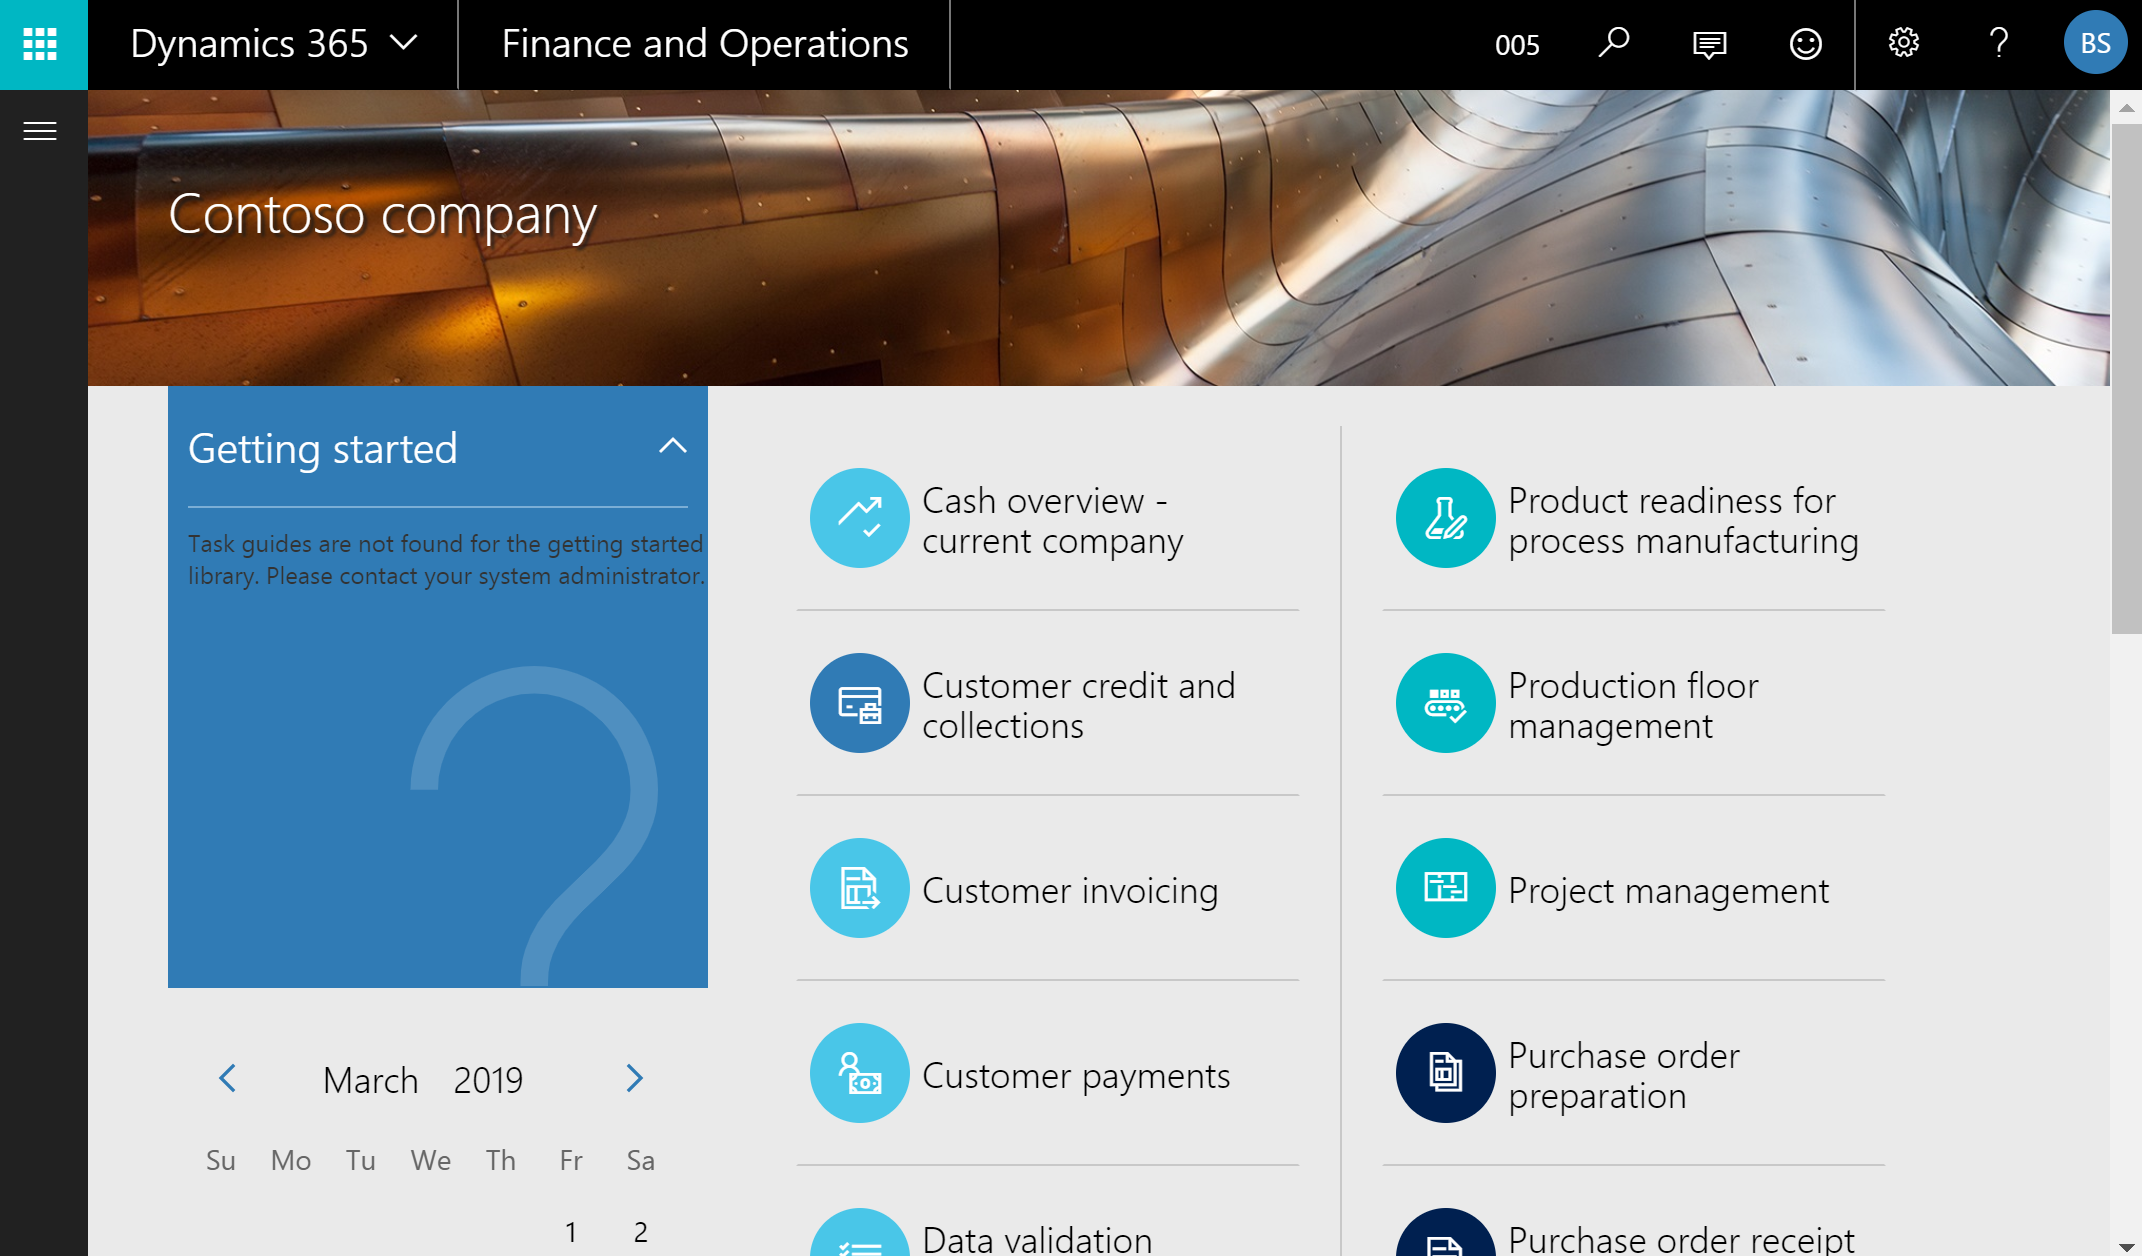 Dynamics 365
Finance and Operations
005
BS
Contoso company
Getting started
Task guides are not found for the getting started
library. Please contact your system administrator.
March 2019
Su Mo Tu We Th Fr Sa
1 2
Cash overview -
current company
Customer credit and
collections
Customer invoicing
Customer payments
Data validation
Product readiness for
process manufacturing
Production floor
management
Project management
Purchase order
preparation
Purchase order receipt